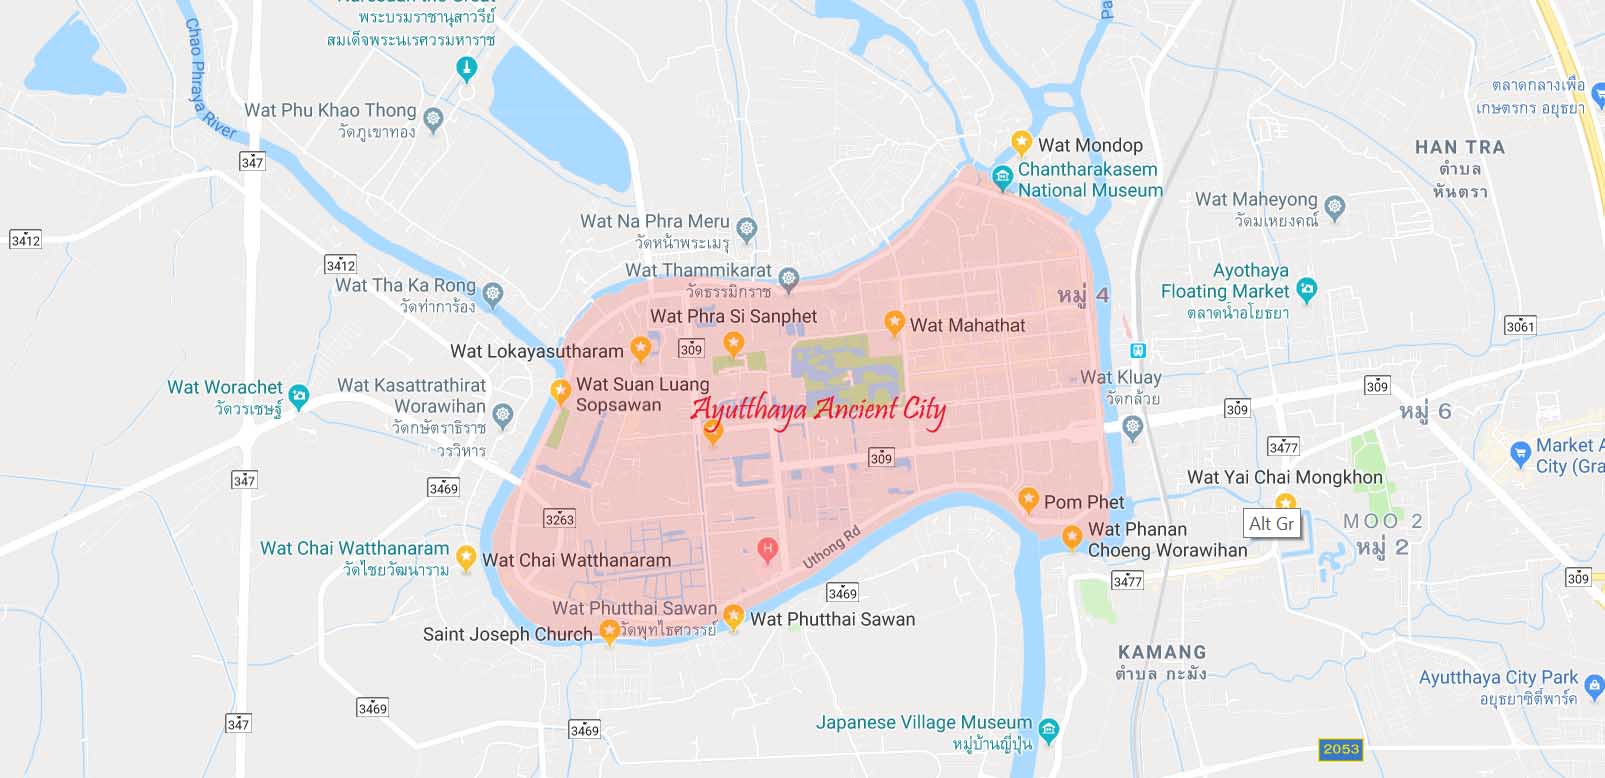 พระบรมราชานุสาวรีย์
สมเด็จพระนเรศวรมหาราช
Chao Phraya River
Pa
Wat Phu Khao Thong
วัดภูเขาทอง
347
ตลาดกลางเพื่อ
เกษตรกร อยุธยา
Wat Mondop
Chantharakasem
National Museum
HAN TRA
ตำบล
หันตรา
Wat Maheyong
วัดมเหยงคณ์
3412
Wat Na Phra Meru
วัดหน้าพระเมรุ
3412
Wat Tha Ka Rong
วัดท่าการ้อง
Wat Thammikarat
วัดธรรมิกราช
Ayothaya
Floating Market
ตลาดน้ำอโยธยา
หมู่ 4
3061
Wat Phra Si Sanphet
Wat Mahathat
Wat Lokayasutharam
309
Wat Suan Luang
Sopsawan
Wat Worachet
วัดวรเชษฐ์
Wat Kasattrathirat
Worawihan
วัดกษัตราธิราช
วรวิหาร
Ayutthaya Ancient City
Wat Kluay
วัดกล้วย
309
309
หมู่ 6
309
3477
Market A
City (Gra
347
3469
Wat Yai Chai Mongkhon
Pom Phet
3263
Alt Gr
MOO 2
หมู่ 2
Wat Phanan
Choeng Worawihan
Uthong Rd
Wat Chai Watthanaram
วัดไชยวัฒนาราม
Wat Chai Watthanaram
H
3469
3477
309
Wat Phutthai Sawan
วัดพุทไธศวรรย์
Wat Phutthai Sawan
Saint Joseph Church
KAMANG
ตำบล กะมัง
Ayutthaya City Park
อยุธยาซิตี้พาร์ค
3469
347
3469
Japanese Village Museum
หมู่บ้านญี่ปุ่น
2053